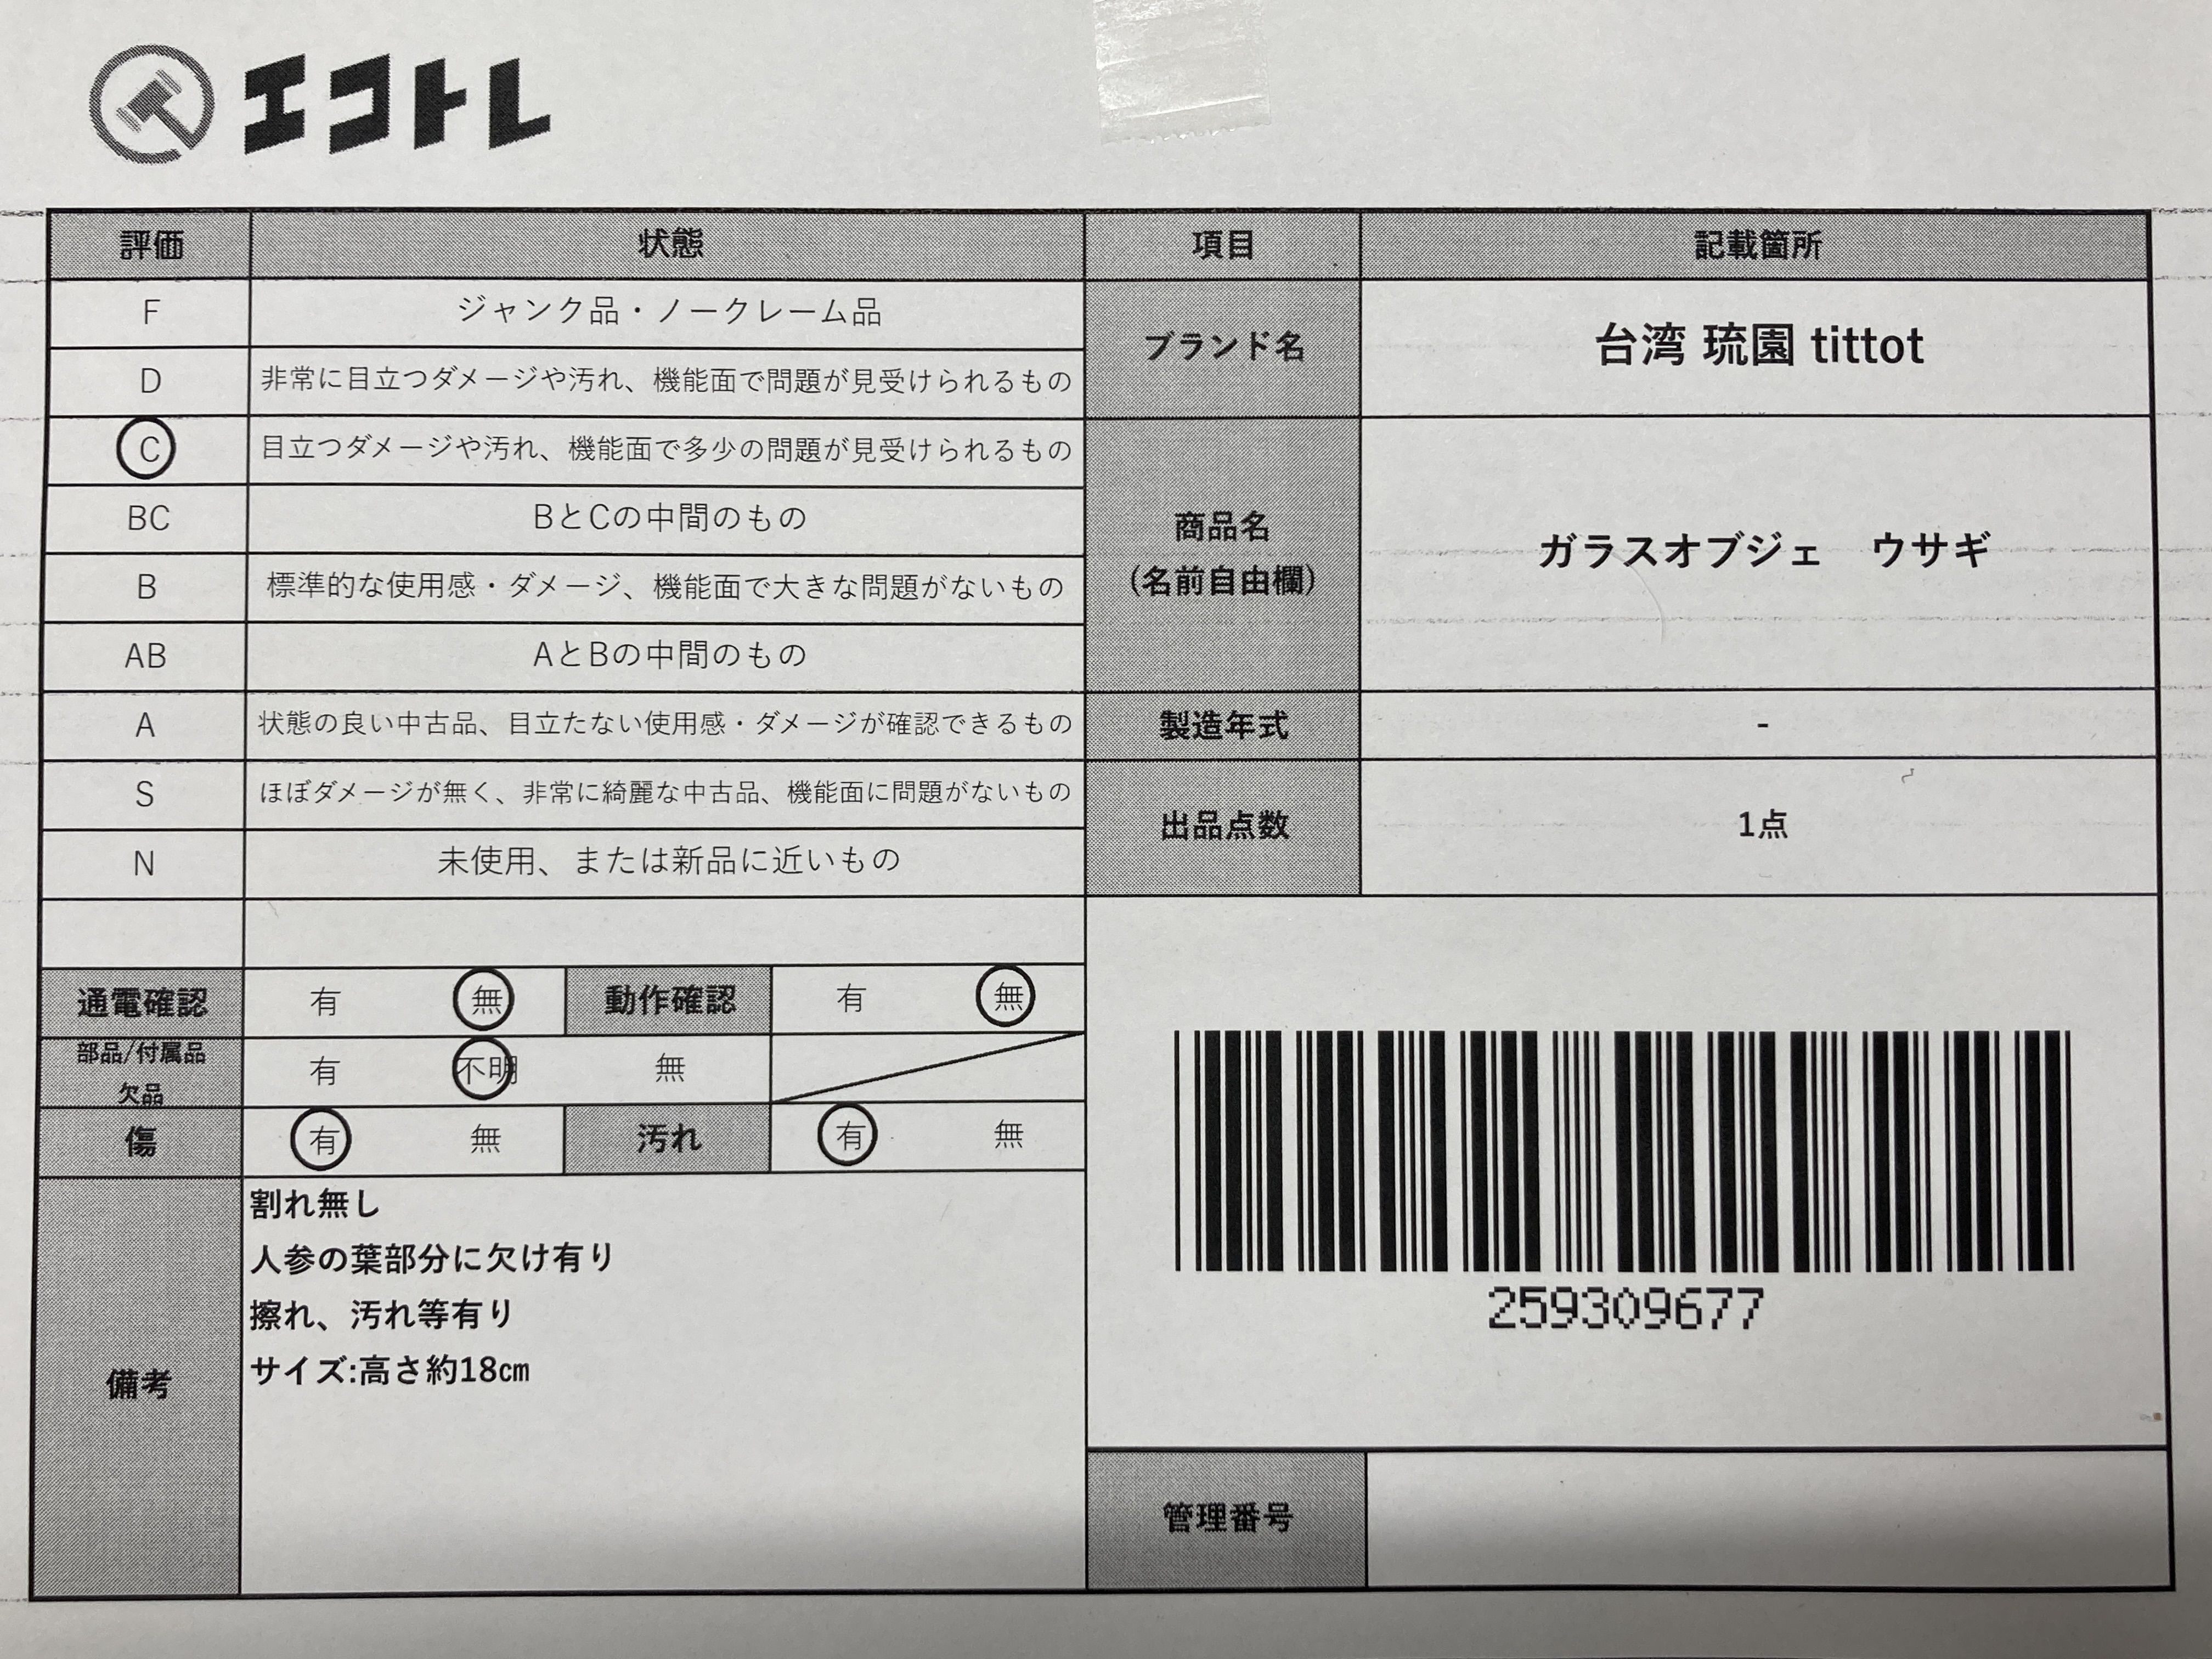 エコトレ
評価 状態
F ジャンク品・ノークレーム品
D 非常に目立つダメージや汚れ、機能面で問題が見受けられるもの
C 目立つダメージや汚れ、機能面で多少の問題が見受けられるもの
BC BとCの中間のもの
B 標準的な使用感・ダメージ、機能面で大きな問題がないもの
AB AとBの中間のもの
A 状態の良い中古品、目立たない使用感・ダメージが確認できるもの
S ほぼダメージが無く、非常に綺麗な中古品、機能面に問題がないもの
N 未使用、または新品に近いもの
通電確認 有 無 動作確認 有 無
部品/付属品
欠品
有 不明 無
傷 有 無 汚れ 有 無
備考
割れ無し
人参の葉部分に欠け有り
擦れ、汚れ等有り
サイズ:高さ約18㎝
項目 記載箇所
ブランド名 台湾 琉園 tittot
商品名
(名前自由欄)
ガラスオブジェ ウサギ
製造年式 -
出品点数 1点
259309677
管理番号